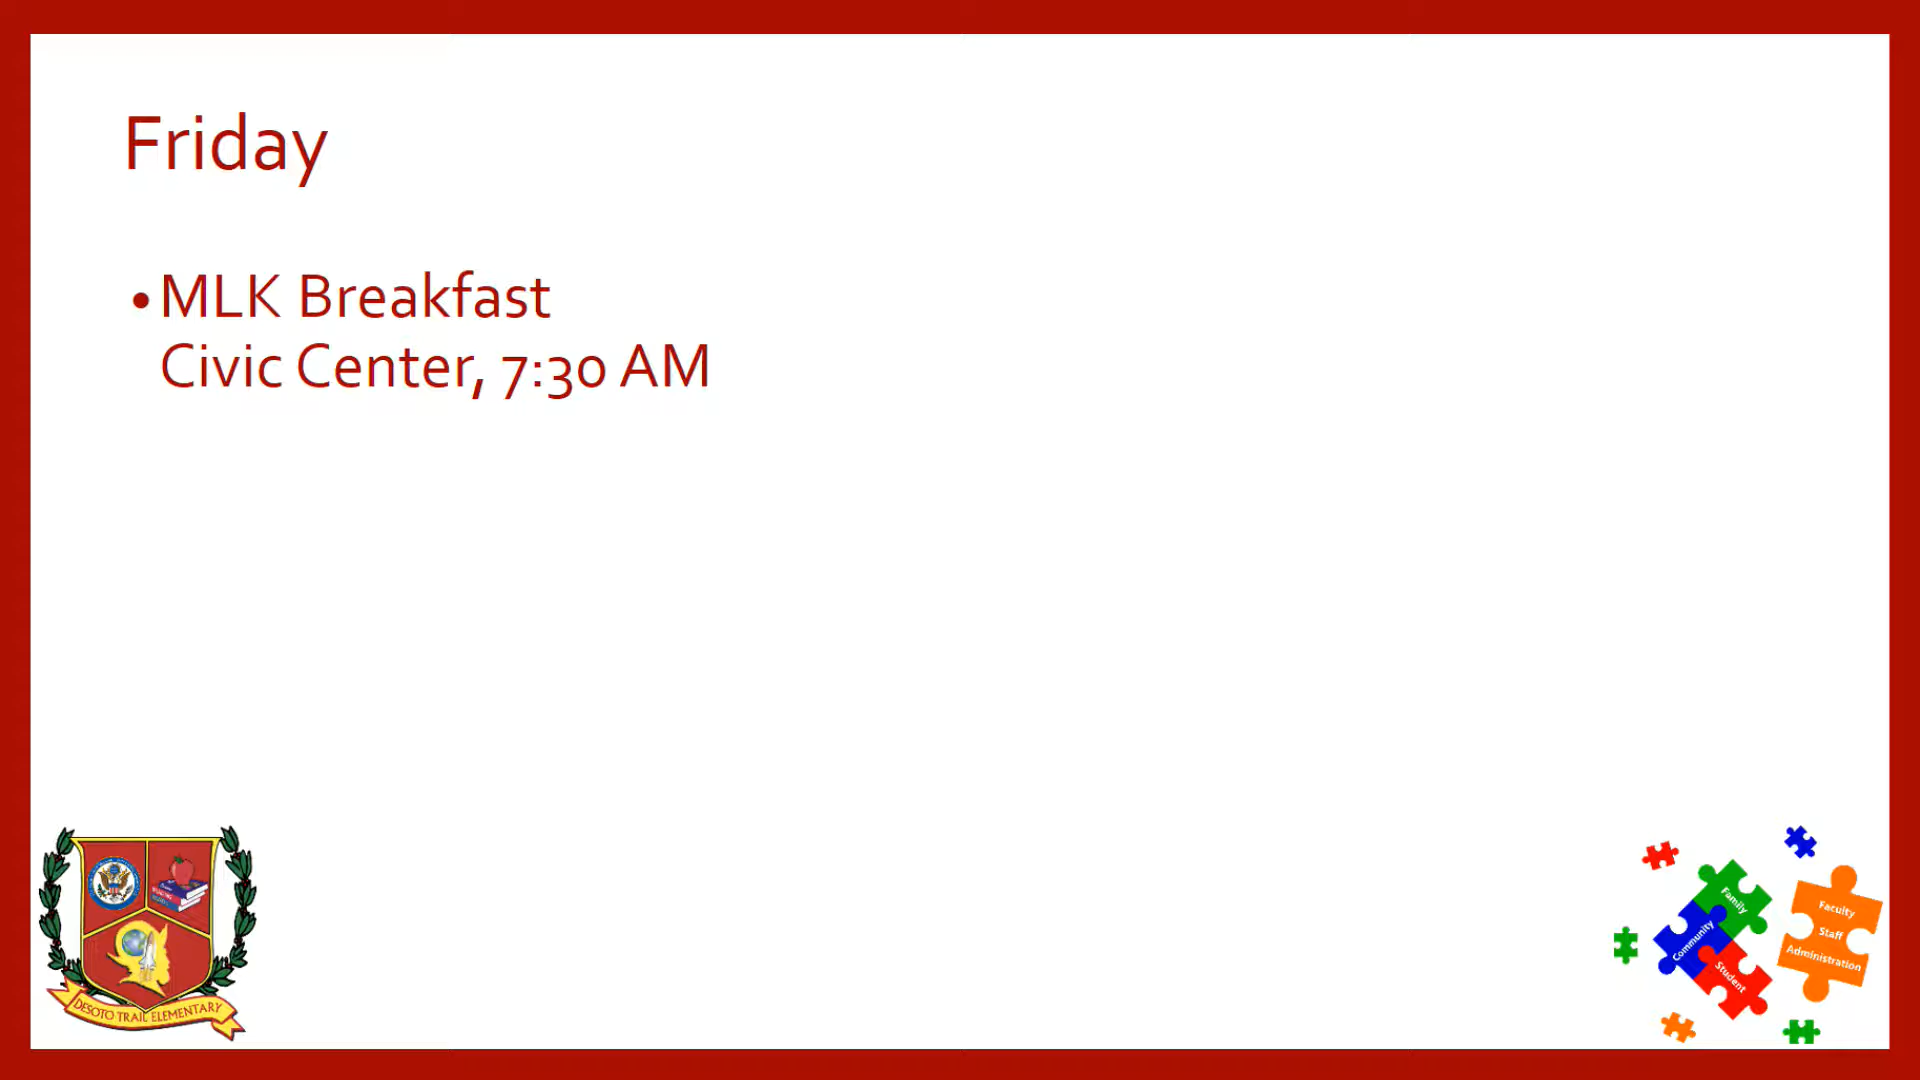 Friday
•MLK Breakfast
Civic Center, 7:30 AM
DESOTO TRAIL ELEMENTARY
Family
Community
Student
Faculty
Staff
Administration